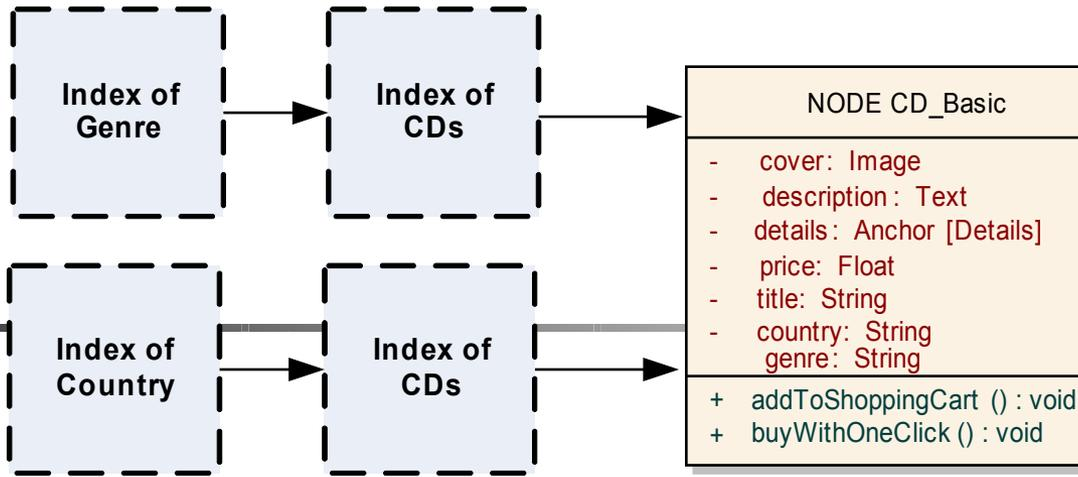 Index of
Genre
Index of
CDs
NODE CD_Basic
- cover: Image
- description: Text
- details: Anchor [Details]
- price: Float
- title: String
- country: String
genre: String
+ addToShoppingCart () : void
+ buyWithOneClick () : void
Index of
Country
Index of
CDs